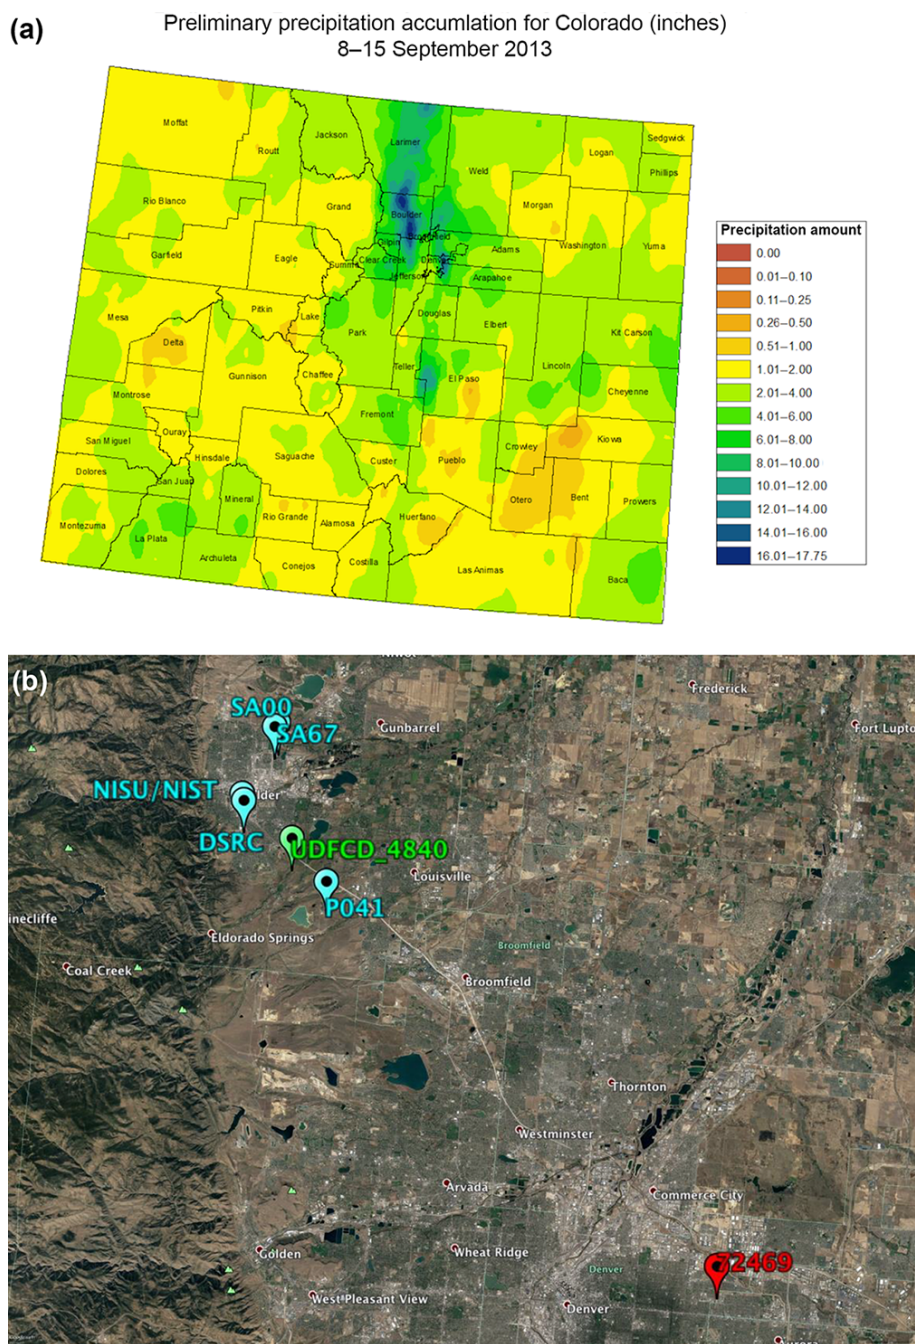 (a)
Preliminary precipitation accumlation for Colorado (inches)
8–15 September 2013
Moffat
Routt
Jackson
Larimer
Weld
Logan
Sedgwick
Phillips
Rio Blanco
Grand
Boulder
Morgan
Washington
Yuma
Garfield
Eagle
Summit
Gilpin
Clear Creek
Jefferson
Denver
Adams
Arapahoe
Mesa
Pitkin
Lake
Park
Douglas
Elbert
Kit Carson
Delta
Gunnison
Chaffee
Teller
El Paso
Lincoln
Cheyenne
Montrose
Fremont
Ouray
San Miguel
Hinsdale
Saguache
Custer
Pueblo
Crowley
Kiowa
Dolores
San Juan
Mineral
Rio Grande
Alamosa
Huerfano
Otero
Bent
Prowers
Montezuma
La Plata
Archuleta
Conejos
Costilla
Las Animas
Baca
Precipitation amount
0.00
0.01–0.10
0.11–0.25
0.26–0.50
0.51–1.00
1.01–2.00
2.01–4.00
4.01–6.00
6.01–8.00
8.01–10.00
10.01–12.00
12.01–14.00
14.01–16.00
16.01–17.75
(b)
Frederick
SA00
SA67
Gunbarrel
Fort Lupto
NISU/NIST
lder
DSRC
UDFCD_4840
Louisville
P041
inecliffe
Eldorado Springs
Broomfield
Coal Creek
Broomfield
Thornton
Westminster
Arvada
Commerce City
Golden
Wheat Ridge
Denver
72469
West Pleasant View
Denver